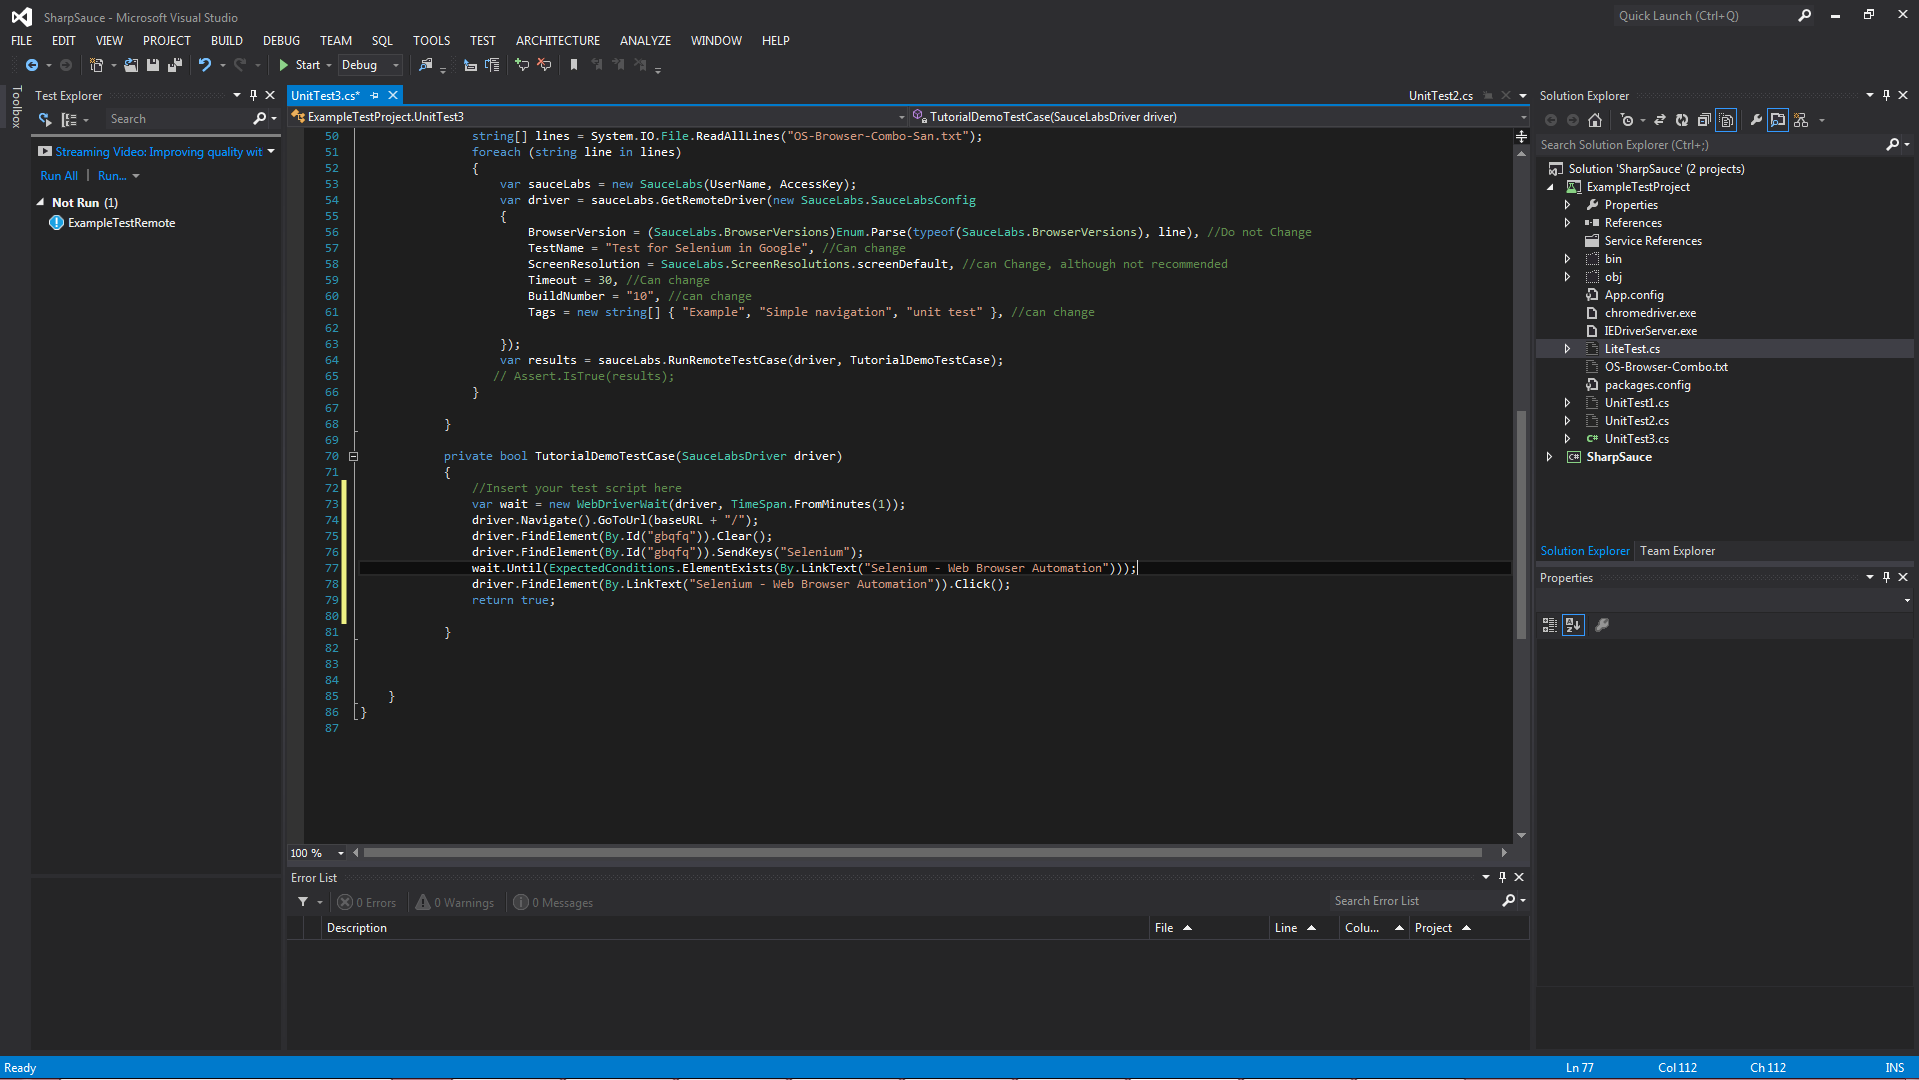 SharpSauce - Microsoft Visual Studio
Quick Launch (Ctrl+Q)
FILE EDIT VIEW PROJECT BUILD DEBUG TEAM SQL TOOLS TEST ARCHITECTURE ANALYZE WINDOW HELP
Start Debug
Toolbox
Test Explorer
Search
Streaming Video: Improving quality wit
Run All | Run...
Not Run (1)
ExampleTestRemote
UnitTest3.cs*
UnitTest2.cs
ExampleTestProject.UnitTest3
TutorialDemoTestCase(SauceLabsDriver driver)
50 string[] lines = System.IO.File.ReadAllLines("OS-Browser-Combo-San.txt");
51 foreach (string line in lines)
52 {
53 var sauceLabs = new SauceLabs(UserName, AccessKey);
54 var driver = sauceLabs.GetRemoteDriver(new SauceLabs.SauceLabsConfig
55 {
56 BrowserVersion = (SauceLabs.BrowserVersions)Enum.Parse(typeof(SauceLabs.BrowserVersions), line), //Do not Change
57 TestName = "Test for Selenium in Google", //Can change
58 ScreenResolution = SauceLabs.ScreenResolutions.screenDefault, //can Change, although not recommended
59 Timeout = 30, //Can change
60 BuildNumber = "10", //can change
61 Tags = new string[] { "Example", "Simple navigation", "unit test" }, //can change
62
63 });
64 var results = sauceLabs.RunRemoteTestCase(driver, TutorialDemoTestCase);
65 // Assert.IsTrue(results);
66 }
67
68 }
69
70 private bool TutorialDemoTestCase(SauceLabsDriver driver)
71 {
72 //Insert your test script here
73 var wait = new WebDriverWait(driver, TimeSpan.FromMinutes(1));
74 driver.Navigate().GoToUrl(baseURL + "/");
75 driver.FindElement(By.Id("gbqfq")).Clear();
76 driver.FindElement(By.Id("gbqfq")).SendKeys("Selenium");
77 wait.Until(ExpectedConditions.ElementExists(By.LinkText("Selenium - Web Browser Automation")));
78 driver.FindElement(By.LinkText("Selenium - Web Browser Automation")).Click();
79 return true;
80
81 }
82
83
84
85 }
86 }
87
100 %
Error List
0 Errors 0 Warnings 0 Messages
Search Error List
Description File Line Colu... Project
Solution Explorer
Search Solution Explorer (Ctrl+;)
Solution 'SharpSauce' (2 projects)
ExampleTestProject
Properties
References
Service References
bin
obj
App.config
chromedriver.exe
IEDriverServer.exe
LiteTest.cs
OS-Browser-Combo.txt
packages.config
UnitTest1.cs
UnitTest2.cs
UnitTest3.cs
SharpSauce
Solution Explorer Team Explorer
Properties
Ready
Ln 77 Col 112 Ch 112 INS